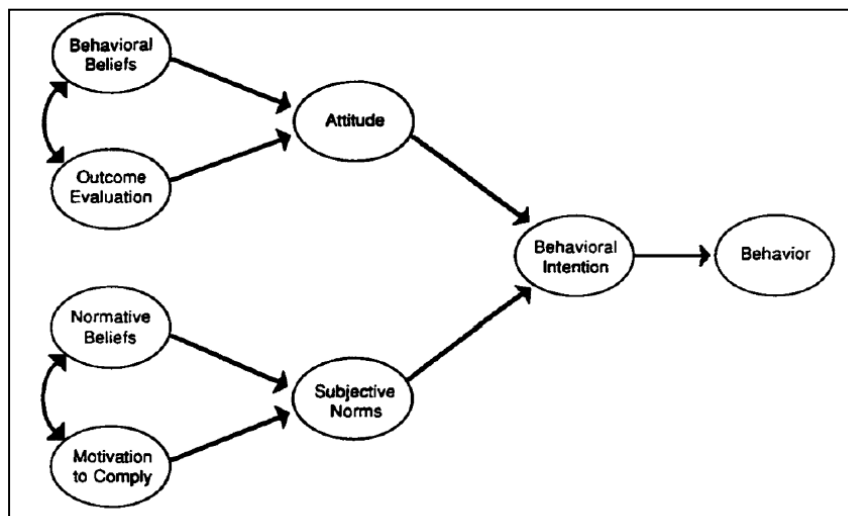 Behavioral
Beliefs
Outcome
Evaluation
Attitude
Normative
Beliefs
Motivation
to Comply
Subjective
Norms
Behavioral
Intention
Behavior